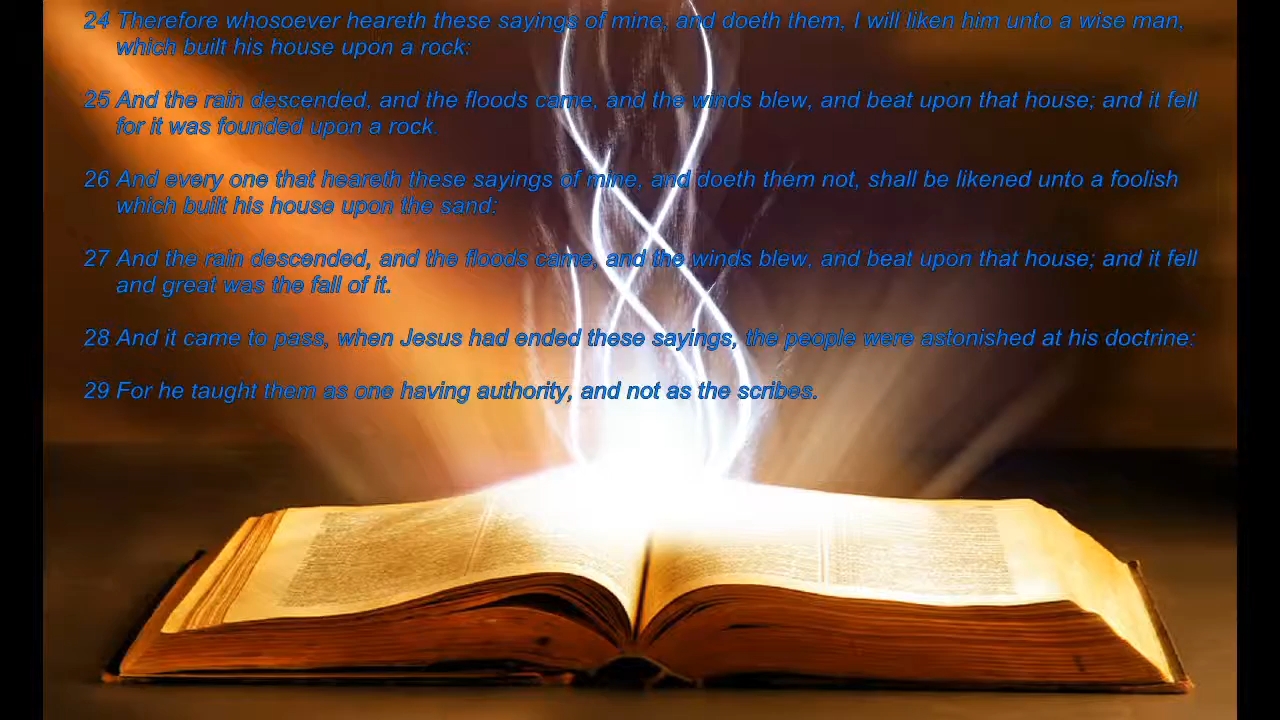 24 Therefore whosoever heareth these sayings of mine, and doeth them, I will liken him unto a wise man,
which built his house upon a rock:
25 And the rain descended, and the floods came, and the winds blew, and beat upon that house; and it fell
for it was founded upon a rock.
26 And every one that heareth these sayings of mine, and doeth them not, shall be likened unto a foolish
which built his house upon the sand:
27 And the rain descended, and the floods came, and the winds blew, and beat upon that house; and it fell
and great was the fall of it.
28 And it came to pass, when Jesus had ended these sayings, the people were astonished at his doctrine:
29 For he taught them as one having authority, and not as the scribes.